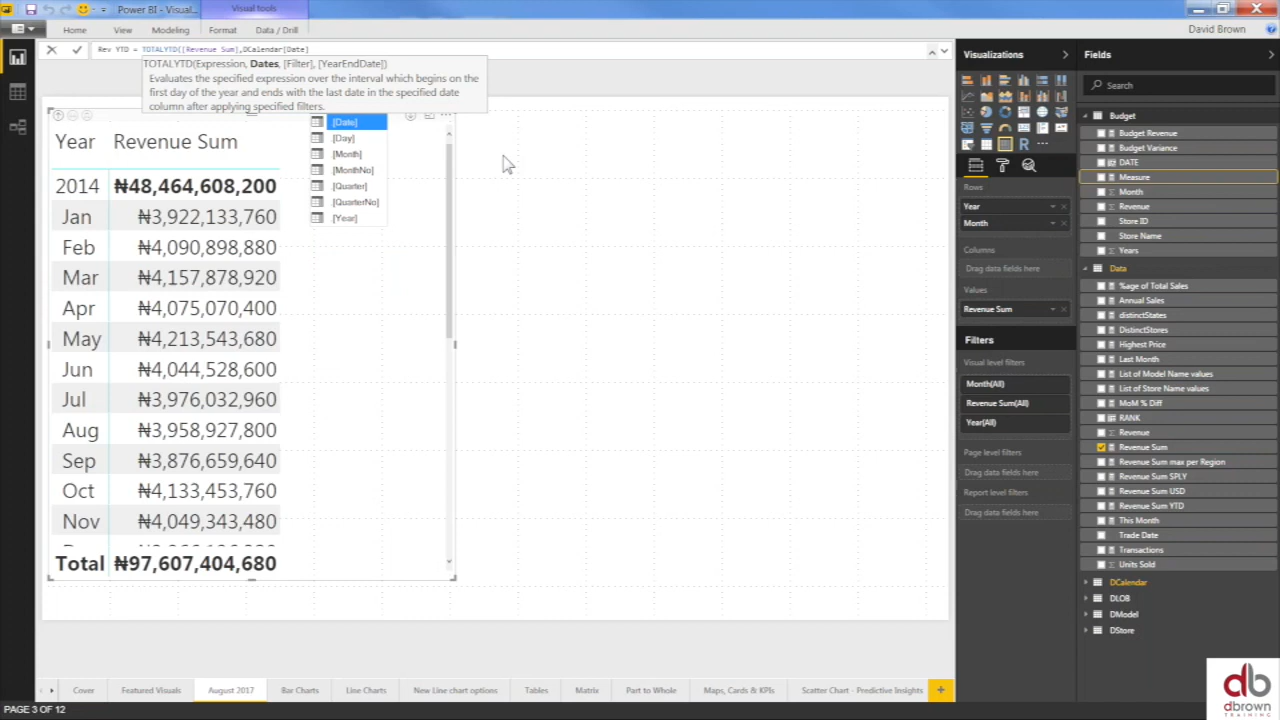 Power BI - Visual...
Visual tools
Home
View
Modeling
Format
Data / Drill
David Brown
Rev YTD = TOTALYTD([Revenue Sum],DCalendar[Date]
TOTALYTD(Expression, Dates, [Filter], [YearEndDate])
Evaluates the specified expression over the interval which begins on the
first day of the year and ends with the last date in the specified date
column after applying specified filters.
[Date]
[Day]
[Month]
[MonthNo]
[Quarter]
[QuarterNo]
[Year]
Year Revenue Sum
2014 ₦48,464,608,200
Jan ₦3,922,133,760
Feb ₦4,090,898,880
Mar ₦4,157,878,920
Apr ₦4,075,070,400
May ₦4,213,543,680
Jun ₦4,044,528,600
Jul ₦3,976,032,960
Aug ₦3,958,927,800
Sep ₦3,876,659,640
Oct ₦4,133,453,760
Nov ₦4,049,343,480
Total ₦97,607,404,680
Visualizations
Rows
Year
Month
Columns
Drag data fields here
Values
Revenue Sum
Filters
Visual level filters
Month(All)
Revenue Sum(All)
Year(All)
Page level filters
Drag data fields here
Report level filters
Drag data fields here
Fields
Search
Budget
Budget Revenue
Budget Variance
DATE
Measure
Month
Revenue
Store ID
Store Name
Years
Data
%age of Total Sales
Annual Sales
distinctStates
DistinctStores
Highest Price
Last Month
List of Model Name values
List of Store Name values
MoM % Diff
RANK
Revenue
Revenue Sum
Revenue Sum max per Region
Revenue Sum SPLY
Revenue Sum USD
Revenue Sum YTD
This Month
Trade Date
Transactions
Units Sold
DCalendar
DLOB
DModel
DStore
Cover
Featured Visuals
August 2017
Bar Charts
Line Charts
New Line chart options
Tables
Matrix
Part to Whole
Maps, Cards & KPIs
Scatter Chart - Predictive Insights
PAGE 3 OF 12
db
dbrown
TRAINING